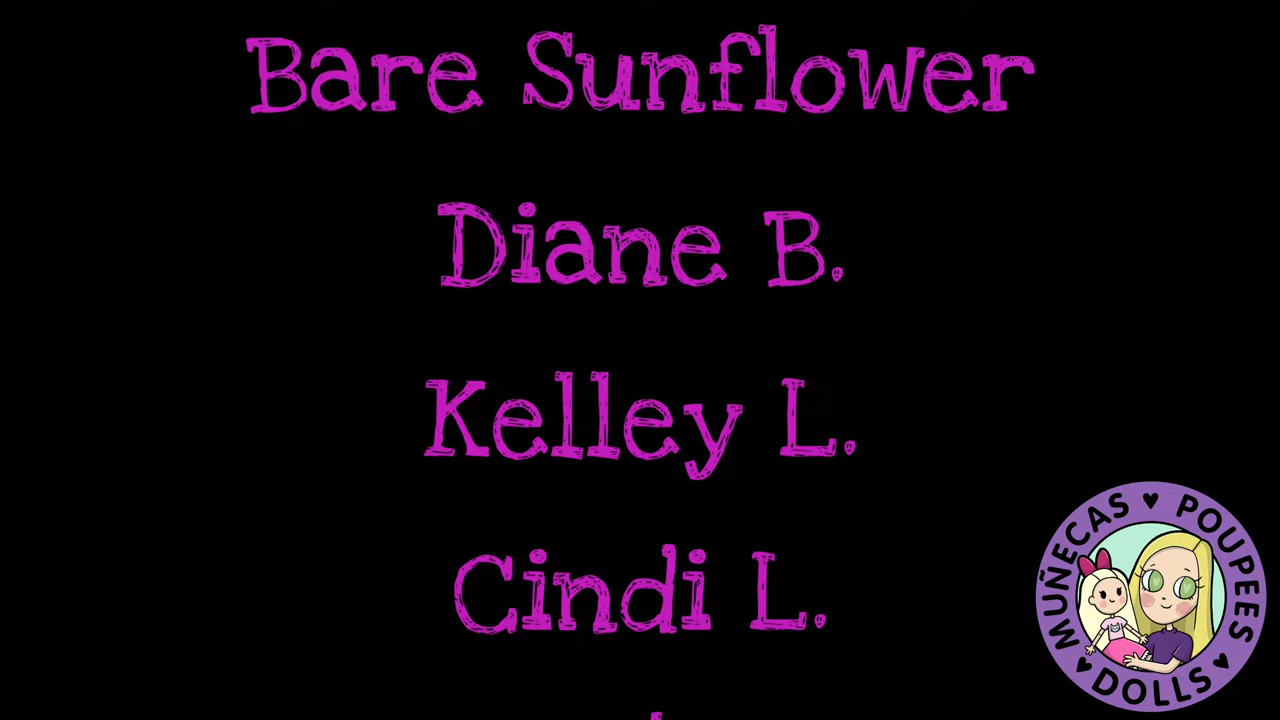 Bare Sunflower
Diane B.
Kelley L.
Cindi L.
MUÑECAS ♥ POUPEES ♥ DOLLS ♥